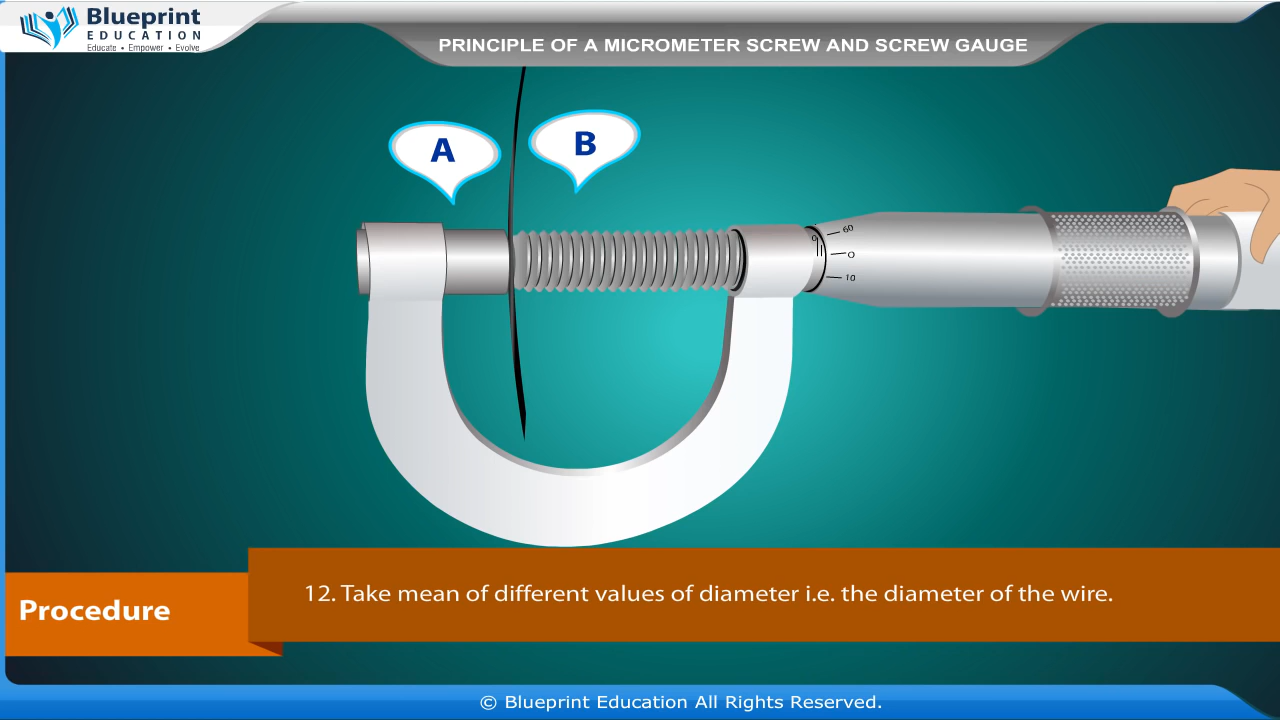 Blueprint
EDUCATION
Educate • Empower • Evolve
PRINCIPLE OF A MICROMETER SCREW AND SCREW GAUGE
A
B
0
60
0
10
Procedure
12. Take mean of different values of diameter i.e. the diameter of the wire.
© Blueprint Education All Rights Reserved.